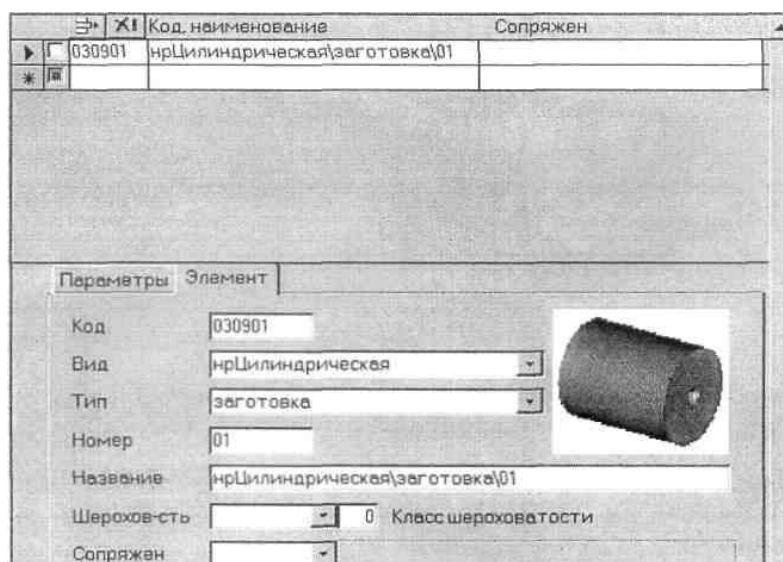 Код, наименование Сопряжен
030901 нрЦилиндрическая\заготовка\01
Параметры Элемент
Код 030901
Вид нрЦилиндрическая
Тип заготовка
Номер 01
Название нрЦилиндрическая\заготовка\01
Шерохов-сть 0 Класс шероховатости
Сопряжен